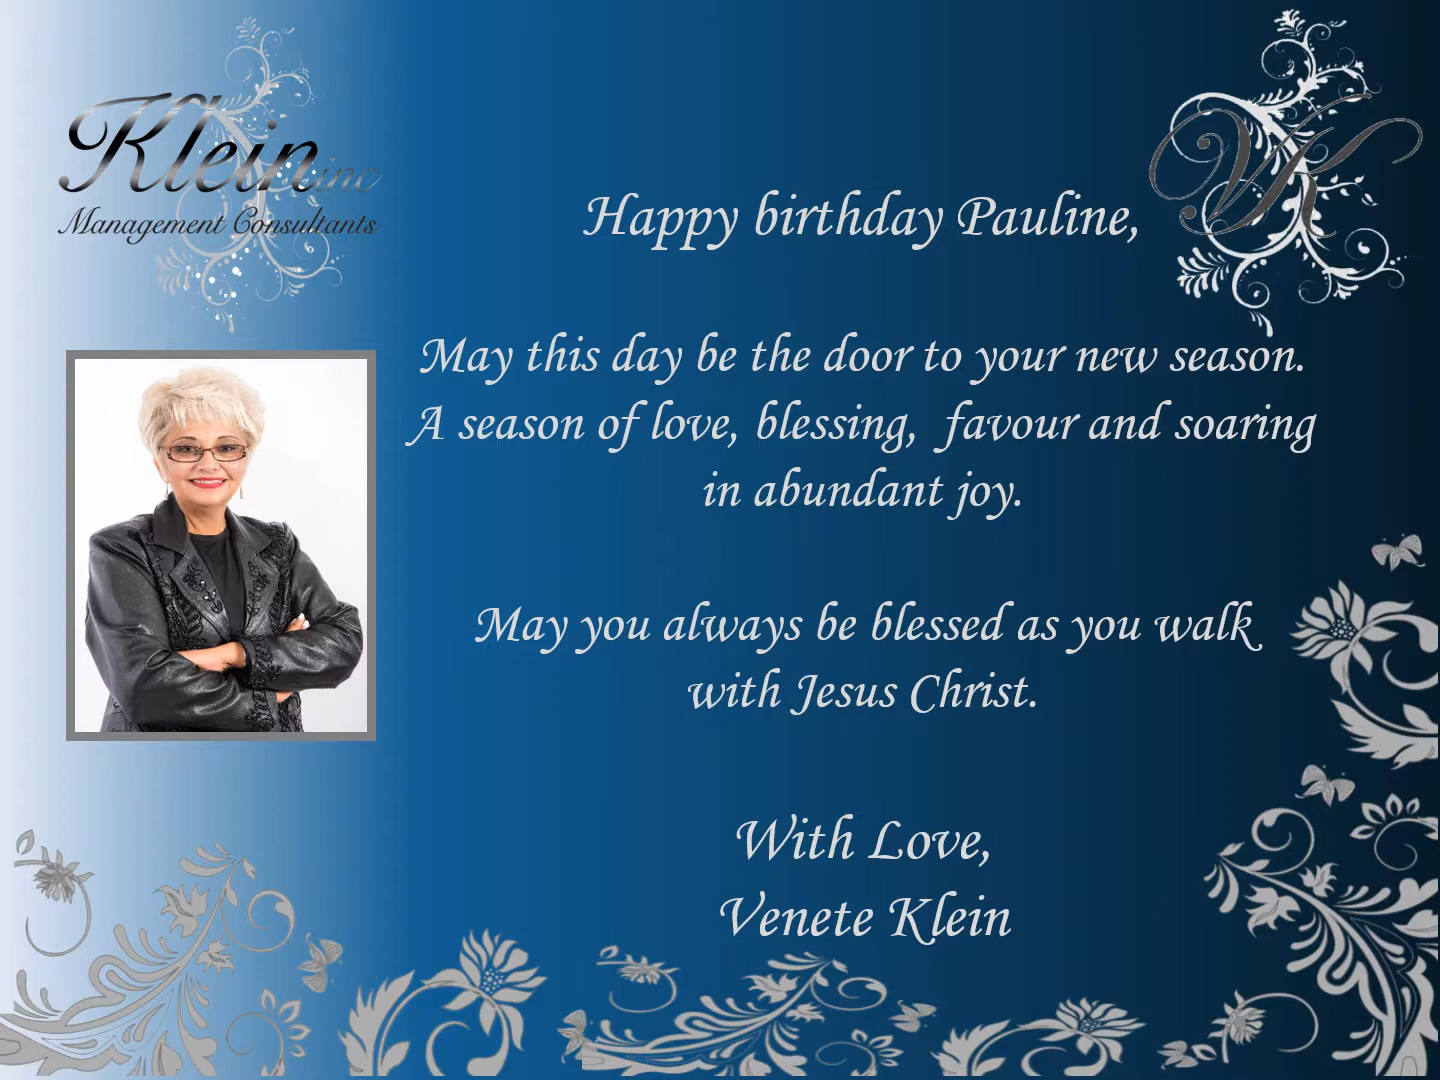 Klein inc
Management Consultants
VK
Happy birthday Pauline,
May this day be the door to your new season.
A season of love, blessing, favour and soaring
in abundant joy.
May you always be blessed as you walk
with Jesus Christ.
With Love,
Venete Klein